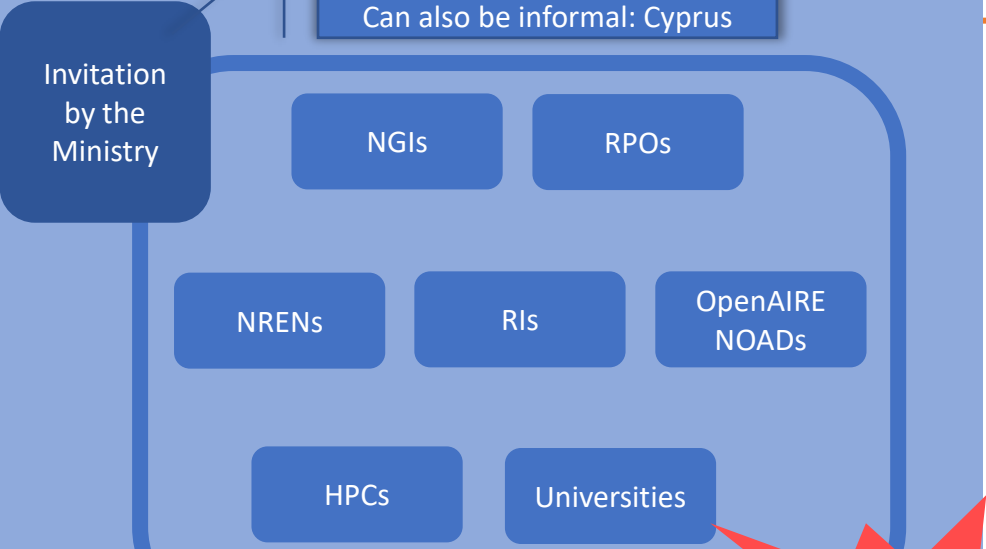 Can also be informal: Cyprus
Invitation
by the
Ministry
NGIs
RPOs
NRENs
RIs
OpenAIRE
NOADs
HPCs
Universities